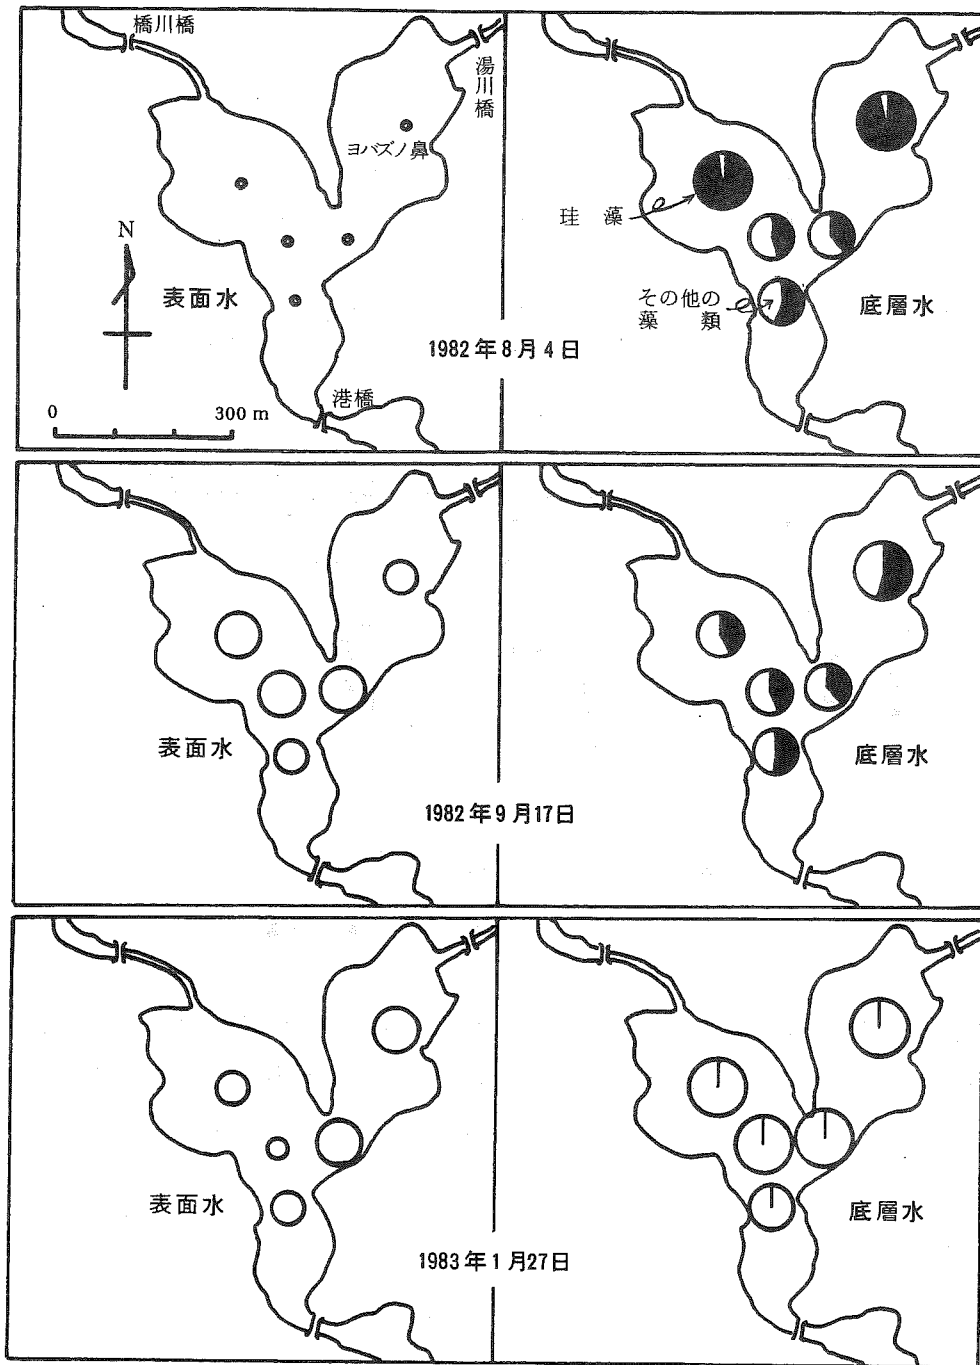 橋川橋
湯川橋
ヨバズノ鼻
N
表面水
0 300 m
港橋
珪 藻
その他の
藻 類
底層水
1982年8月4日
表面水
底層水
1982年9月17日
表面水
底層水
1983年1月27日